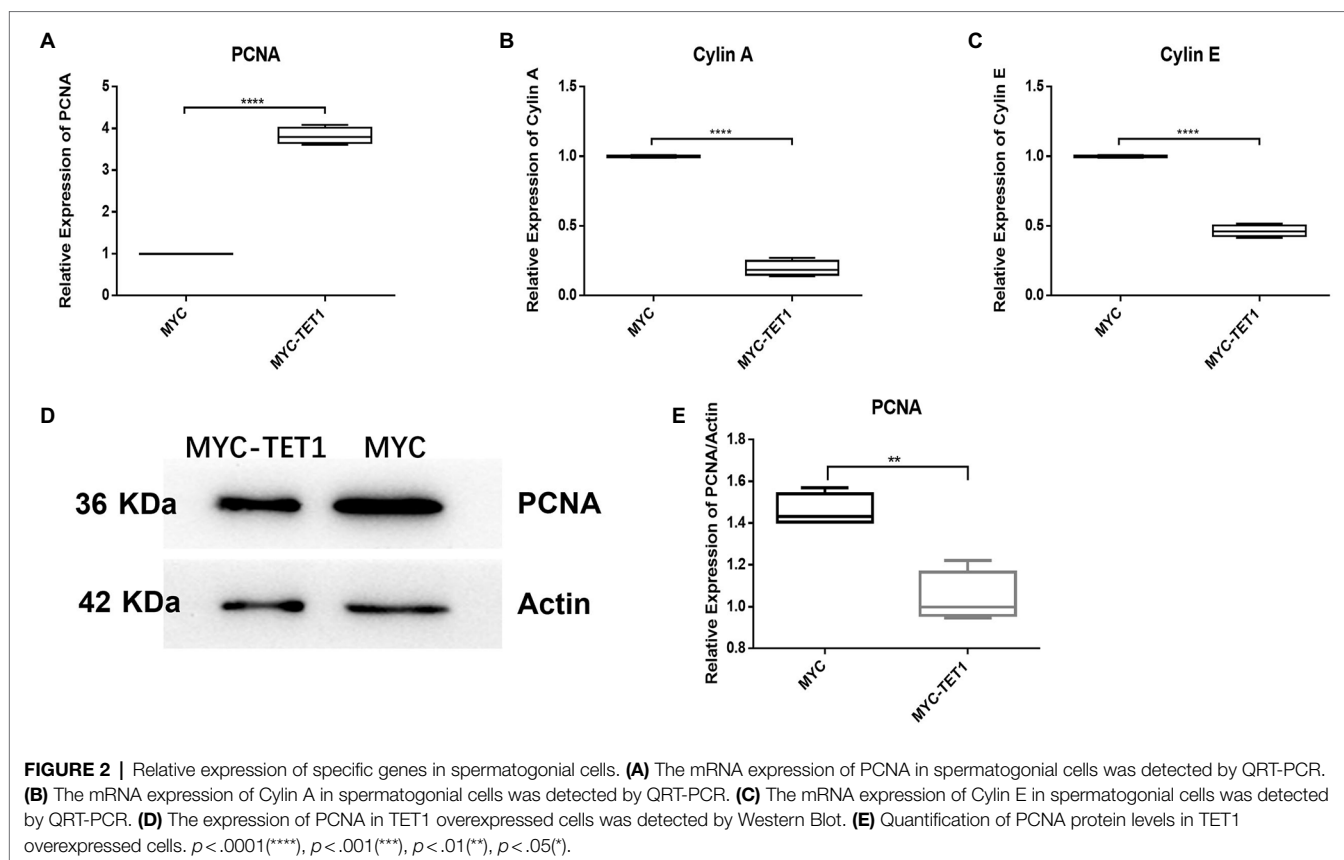 A
PCNA
Relative Expression of PCNA
5
4
3
2
1
0
****
MYC
MYC-TET1
B
Cylin A
Relative Expression of Cylin A
1.5
1.0
0.5
0.0
****
MYC
MYC-TET1
C
Cylin E
Relative Expression of Cylin E
1.5
1.0
0.5
0.0
****
MYC
MYC-TET1
D
MYC-TET1 MYC
36 KDa PCNA
42 KDa Actin
E
PCNA
Relative Expression of PCNA/Actin
1.8
1.6
1.4
1.2
1.0
0.8
**
MYC
MYC-TET1
FIGURE 2 | Relative expression of specific genes in spermatogonial cells. (A) The mRNA expression of PCNA in spermatogonial cells was detected by QRT-PCR.
(B) The mRNA expression of Cylin A in spermatogonial cells was detected by QRT-PCR. (C) The mRNA expression of Cylin E in spermatogonial cells was detected
by QRT-PCR. (D) The expression of PCNA in TET1 overexpressed cells was detected by Western Blot. (E) Quantification of PCNA protein levels in TET1
overexpressed cells. p<.0001(****), p<.001(***), p<.01(**), p<.05(*).